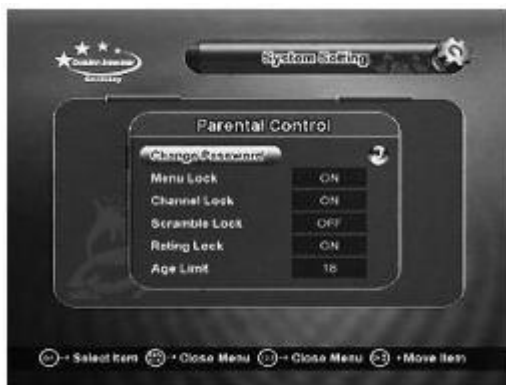 Germany
System Setting
Parental Control
Change Password
Menu Lock ON
Channel Lock ON
Scramble Lock OFF
Rating Lock ON
Age Limit 18
Select Item Close Menu Close Menu Move Item